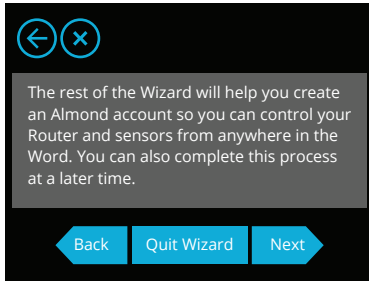 The rest of the Wizard will help you create
an Almond account so you can control your
Router and sensors from anywhere in the
Word. You can also complete this process
at a later time.
Back Quit Wizard Next